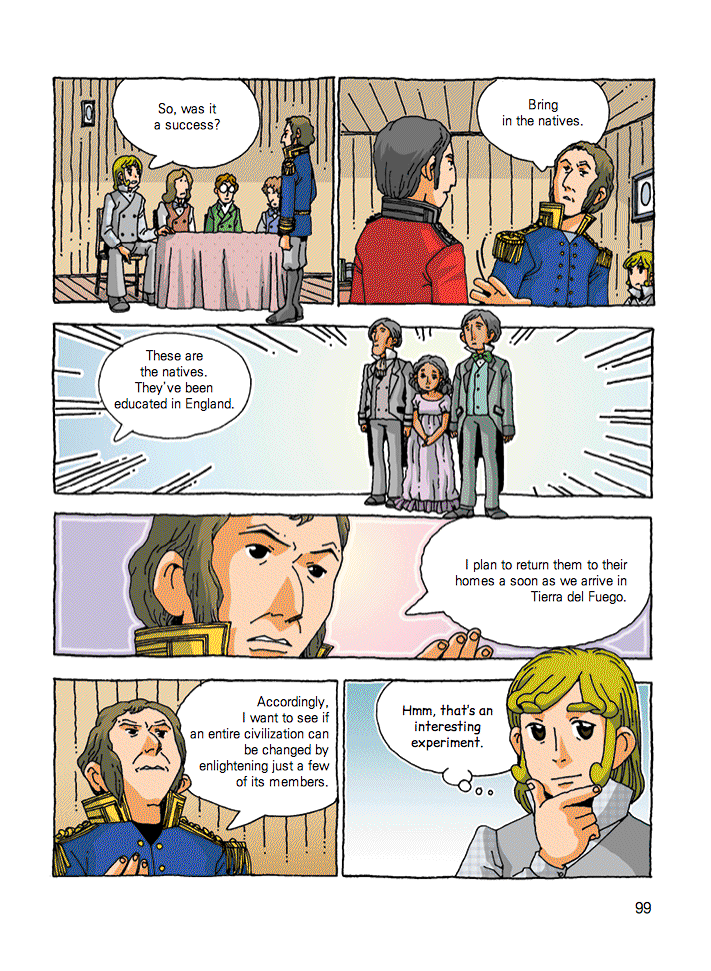 So, was it
a success?
Bring
in the natives.
These are
the natives.
They've been
educated in England.
I plan to return them to their
homes a soon as we arrive in
Tierra del Fuego.
Accordingly,
I want to see if
an entire civilization can
be changed by
enlightening just a few
of its members.
Hmm, that's an
interesting
experiment.
99